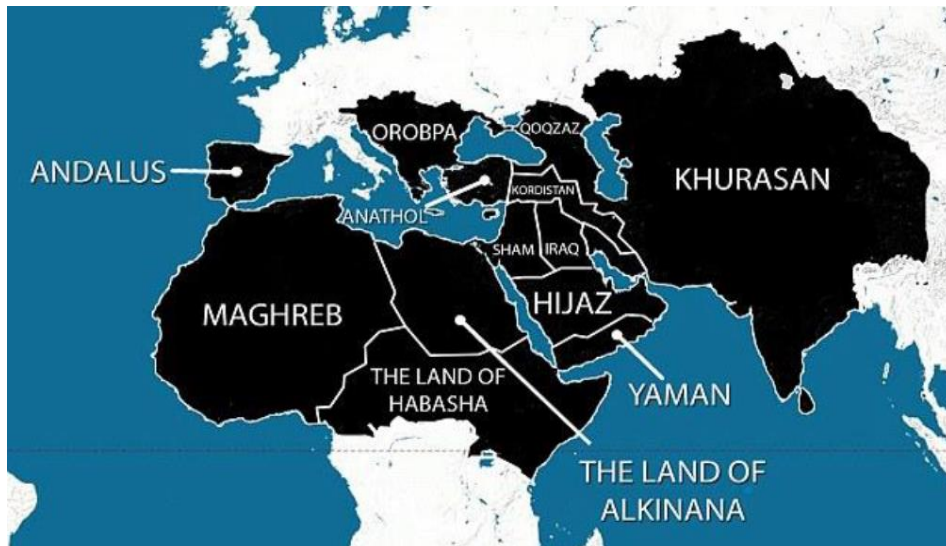 OROBPA
QOQZAZ
ANDALUS
KHURASAN
KORDISTAN
ANATHOL
SHAM
IRAQ
MAGHREB
HIJAZ
THE LAND OF
HABASHA
YAMAN
THE LAND OF
ALKINANA